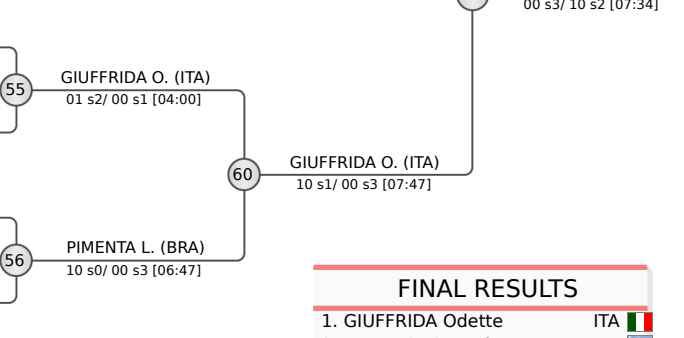 00 s3/ 10 s2 [07:34]
55
GIUFFRIDA O. (ITA)
01 s2/ 00 s1 [04:00]
60
GIUFFRIDA O. (ITA)
10 s1/ 00 s3 [07:47]
56
PIMENTA L. (BRA)
10 s0/ 00 s3 [06:47]
FINAL RESULTS
1. GIUFFRIDA Odette ITA